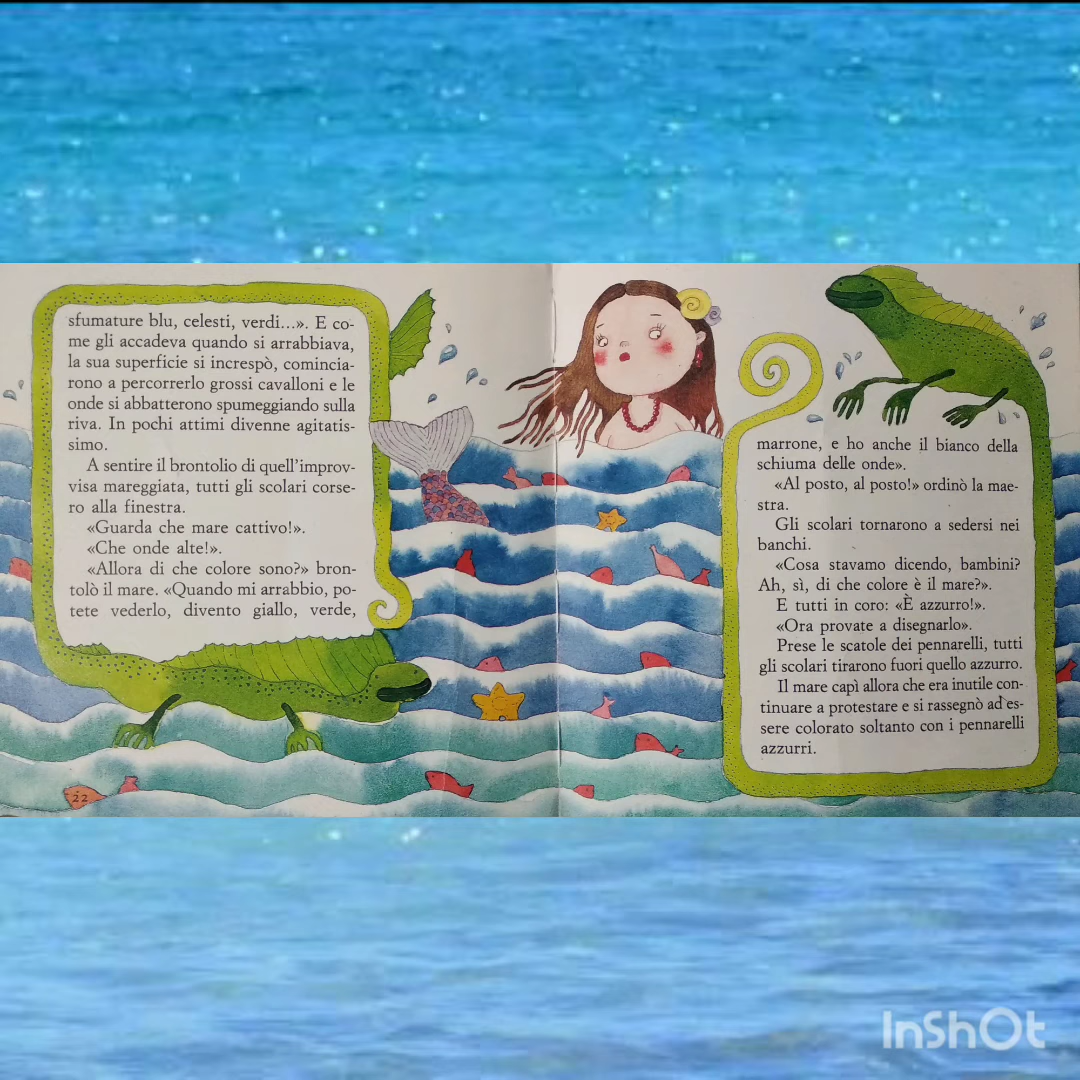 sfumature blu, celesti, verdi...». E co-
me gli accadeva quando si arrabbiava,
la sua superficie si increspò, comincia-
rono a percorrerlo grossi cavalloni e le
onde si abbatterono spumeggiando sulla
riva. In pochi attimi divenne agitatis-
simo.
A sentire il brontolio di quell'improv-
visa mareggiata, tutti gli scolari corse-
ro alla finestra.
«Guarda che mare cattivo!».
«Che onde alte!».
«Allora di che colore sono?» bron-
tolò il mare. «Quando mi arrabbio, po-
tete vederlo, divento giallo, verde,
22
marrone, e ho anche il bianco della
schiuma delle onde».
«Al posto, al posto!» ordinò la mae-
stra.
Gli scolari tornarono a sedersi nei
banchi.
«Cosa stavamo dicendo, bambini?
Ah, sì, di che colore è il mare?».
E tutti in coro: «È azzurro!».
«Ora provate a disegnarlo».
Prese le scatole dei pennarelli, tutti
gli scolari tirarono fuori quello azzurro.
Il mare capì allora che era inutile con-
tinuare a protestare e si rassegnò ad es-
sere colorato soltanto con i pennarelli
azzurri.
InShOt